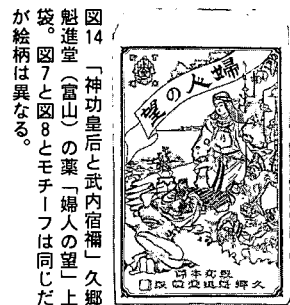 図14 「神功皇后と武内宿禰」久郷
魁進堂（富山）の薬「婦人の望」上
袋。図7と図8とモチーフは同じだ
が絵柄は異なる。
婦人の望